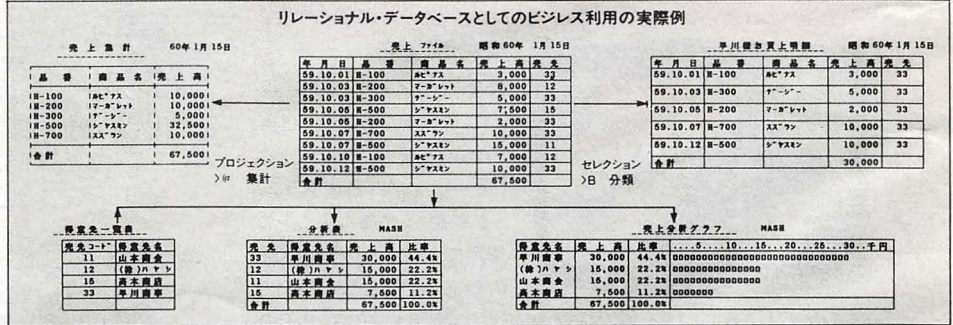 リレーショナル・データベースとしてのビジレス利用の実際例
売上集計 60年 1月 15日
品番 商品名 売上高
H-100 ルピナス 10,000
H-200 マーガレット 10,000
H-300 デージー 5,000
H-500 ジャスミン 32,500
H-700 スズラン 10,000
合計 67,500
プロジェクション
集計
売上 ファイル 昭和60年 1月 15日
年月日 品番 商品名 売上高 売先
59.10.01 H-100 ルピナス 3,000 33
59.10.03 H-200 マーガレット 8,000 12
59.10.03 H-300 デージー 5,000 33
59.10.05 H-500 ジャスミン 7,500 15
59.10.05 H-200 マーガレット 2,000 33
59.10.07 H-700 スズラン 10,000 33
59.10.07 H-500 ジャスミン 15,000 11
59.10.10 H-100 ルピナス 7,000 12
59.10.12 H-500 ジャスミン 10,000 33
合計 67,500
セレクション
>B 分類
早川様お買上明細 昭和60年 1月 15日
年月日 品番 商品名 売上高 売先
59.10.01 H-100 ルピナス 3,000 33
59.10.03 H-300 デージー 5,000 33
59.10.05 H-200 マーガレット 2,000 33
59.10.07 H-700 スズラン 10,000 33
59.10.12 H-500 ジャスミン 10,000 33
合計 30,000
得意先一覧表
売先コード 得意先名
11 山本商会
12 (株)ハヤシ
15 高本商店
33 早川商事
分析表 MASH
売先 得意先名 売上高 比率
33 早川商事 30,000 44.4%
12 (株)ハヤシ 15,000 22.2%
11 山本商会 15,000 22.2%
15 高本商店 7,500 11.2%
合計 67,500 100.0%
売上分析グラフ MASH
得意先名 売上高 比率 ....5....10...15...20...25...30..千円
早川商事 30,000 44.4%
(株)ハヤシ 15,000 22.2%
山本商会 15,000 22.2%
高本商店 7,500 11.2%
合計 67,500 100.0%